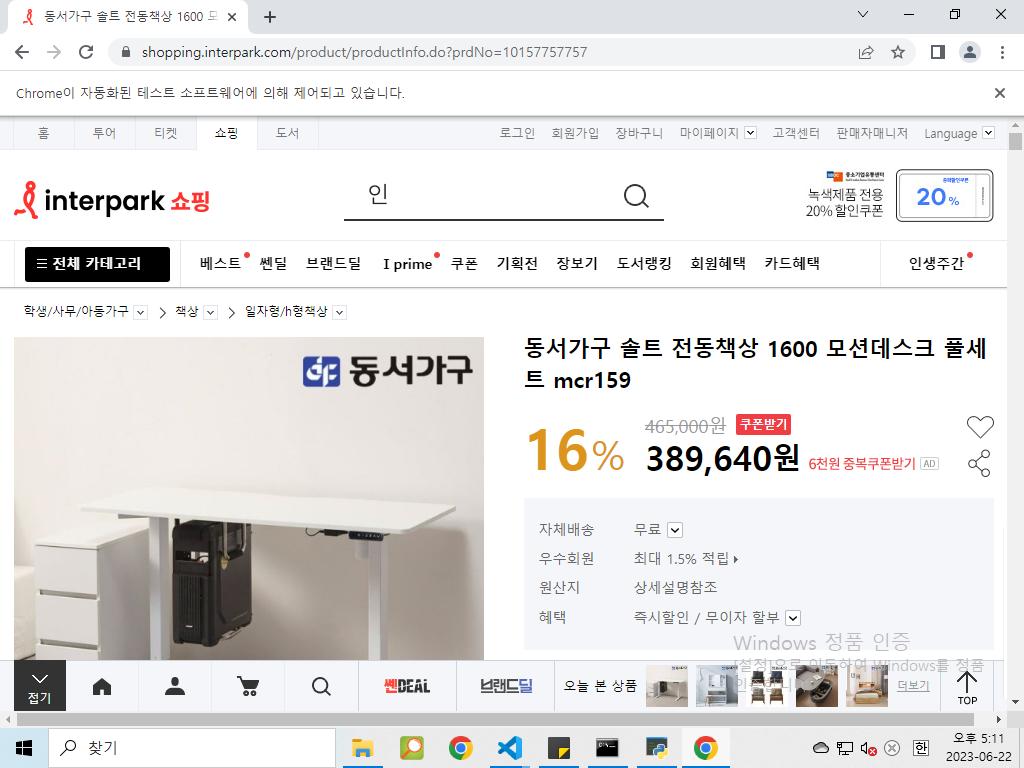 동서가구 솔트 전동책상 1600 모
shopping.interpark.com/product/productInfo.do?prdNo=10157757757
Chrome이 자동화된 테스트 소프트웨어에 의해 제어되고 있습니다.
홈 투어 티켓 쇼핑 도서 로그인 회원가입 장바구니 마이페이지 고객센터 판매자매니저 Language
interpark 쇼핑
인
중소기업유통센터
녹색제품 전용
20% 할인쿠폰
중복할인쿠폰
20%
전체 카테고리 베스트 쎈딜 브랜드딜 I prime 쿠폰 기획전 장보기 도서랭킹 회원혜택 카드혜택 인생주간
학생/사무/아동가구 책상 일자형/h형책상
동서가구
동서가구 솔트 전동책상 1600 모션데스크 풀세
트 mcr159
465,000원 쿠폰받기
16% 389,640원 6천원 중복쿠폰받기 AD
자체배송 무료
우수회원 최대 1.5% 적립
원산지 상세설명참조
혜택 즉시할인 / 무이자 할부
Windows 정품 인증
[설정]으로 이동하여 Windows를 정품
접기 쎈DEAL 브랜드딜 오늘 본 상품 더보기 TOP
찾기
한
오후 5:11
2023-06-22